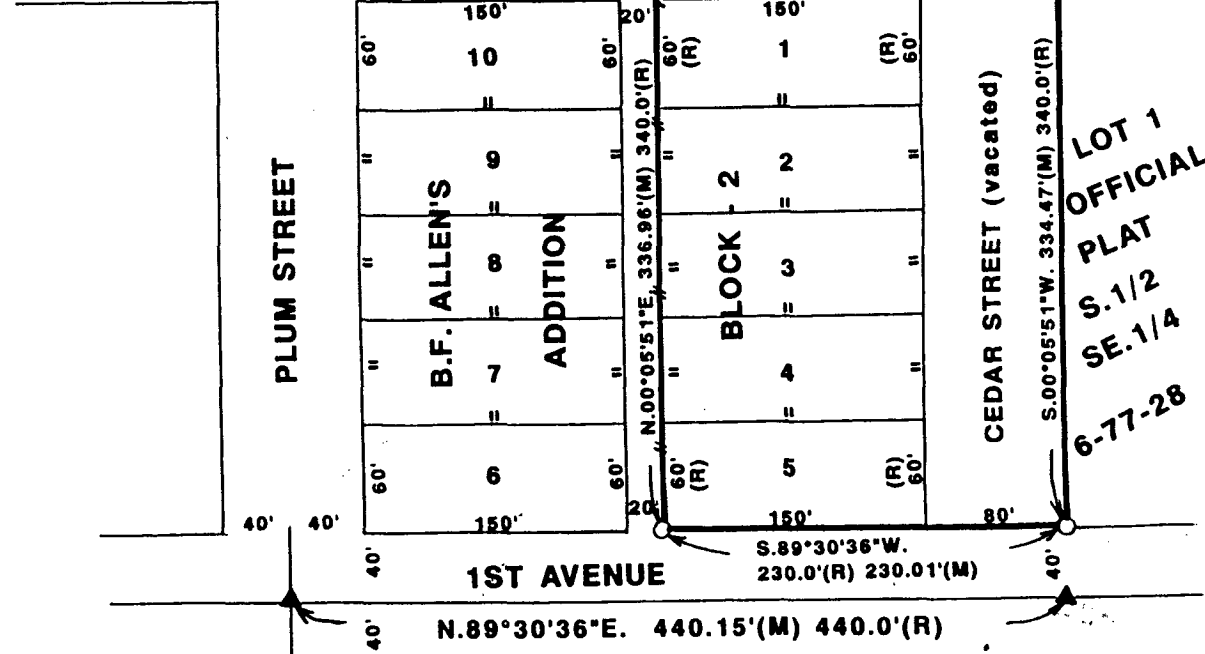 150'
20'
150'
60'
10
60'
60'
(R)
1
(R)
60'
"
"
"
9
"
"
2
"
"
"
"
8
"
"
3
"
"
"
"
7
"
"
4
"
"
"
60'
6
60'
60'
(R)
5
(R)
60'
150'
20'
150'
80'
PLUM STREET
B.F. ALLEN'S
ADDITION
N.00°05'51"E, 336.96'(M) 340.0'(R)
BLOCK - 2
CEDAR STREET (vacated)
S.00°05'51"W. 334.47'(M) 340.0'(R)
LOT 1
OFFICIAL
PLAT
S.1/2
SE.1/4
6-77-28
40' 40'
40'
1ST AVENUE
S.89°30'36"W.
230.0'(R) 230.01'(M)
40'
40'
N.89°30'36"E. 440.15'(M) 440.0'(R)